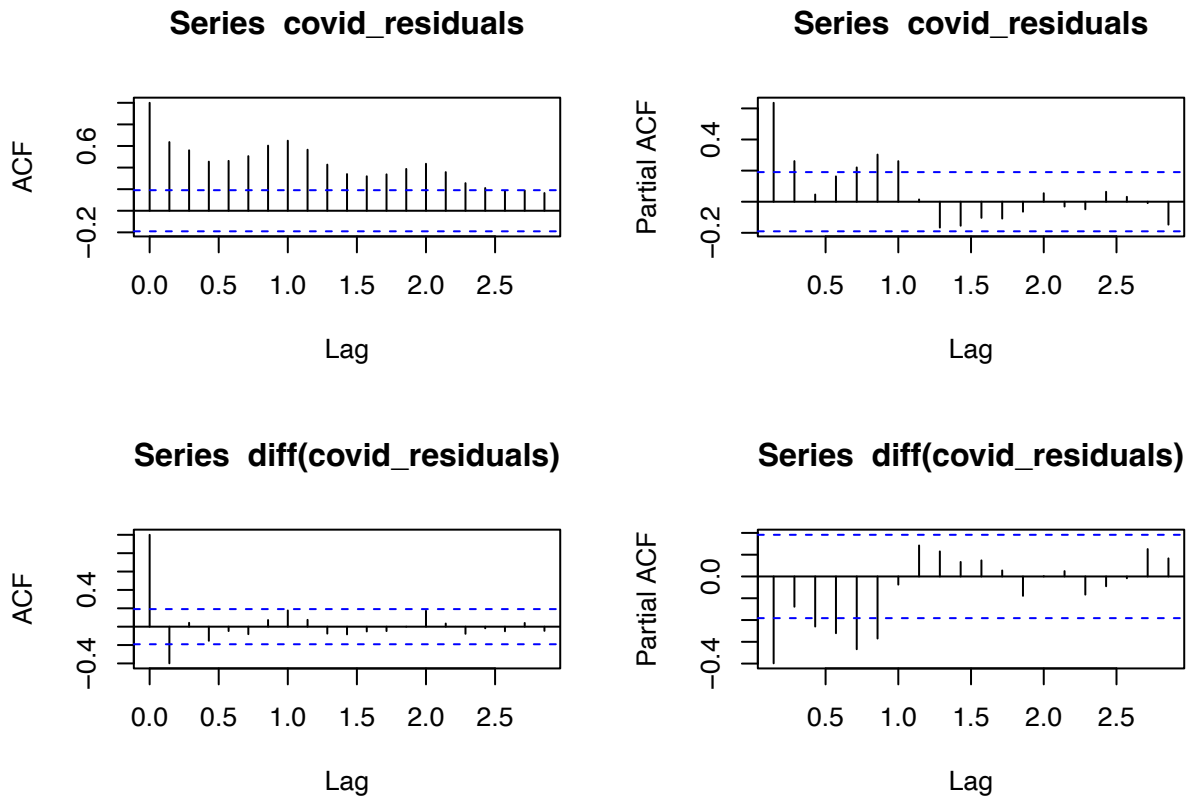 Series covid_residuals
ACF
0.6
−0.2
0.0 0.5 1.0 1.5 2.0 2.5
Lag
Series covid_residuals
Partial ACF
0.4
−0.2
0.5 1.0 1.5 2.0 2.5
Lag
Series diff(covid_residuals)
ACF
0.4
−0.4
0.0 0.5 1.0 1.5 2.0 2.5
Lag
Series diff(covid_residuals)
Partial ACF
0.0
−0.4
0.5 1.0 1.5 2.0 2.5
Lag